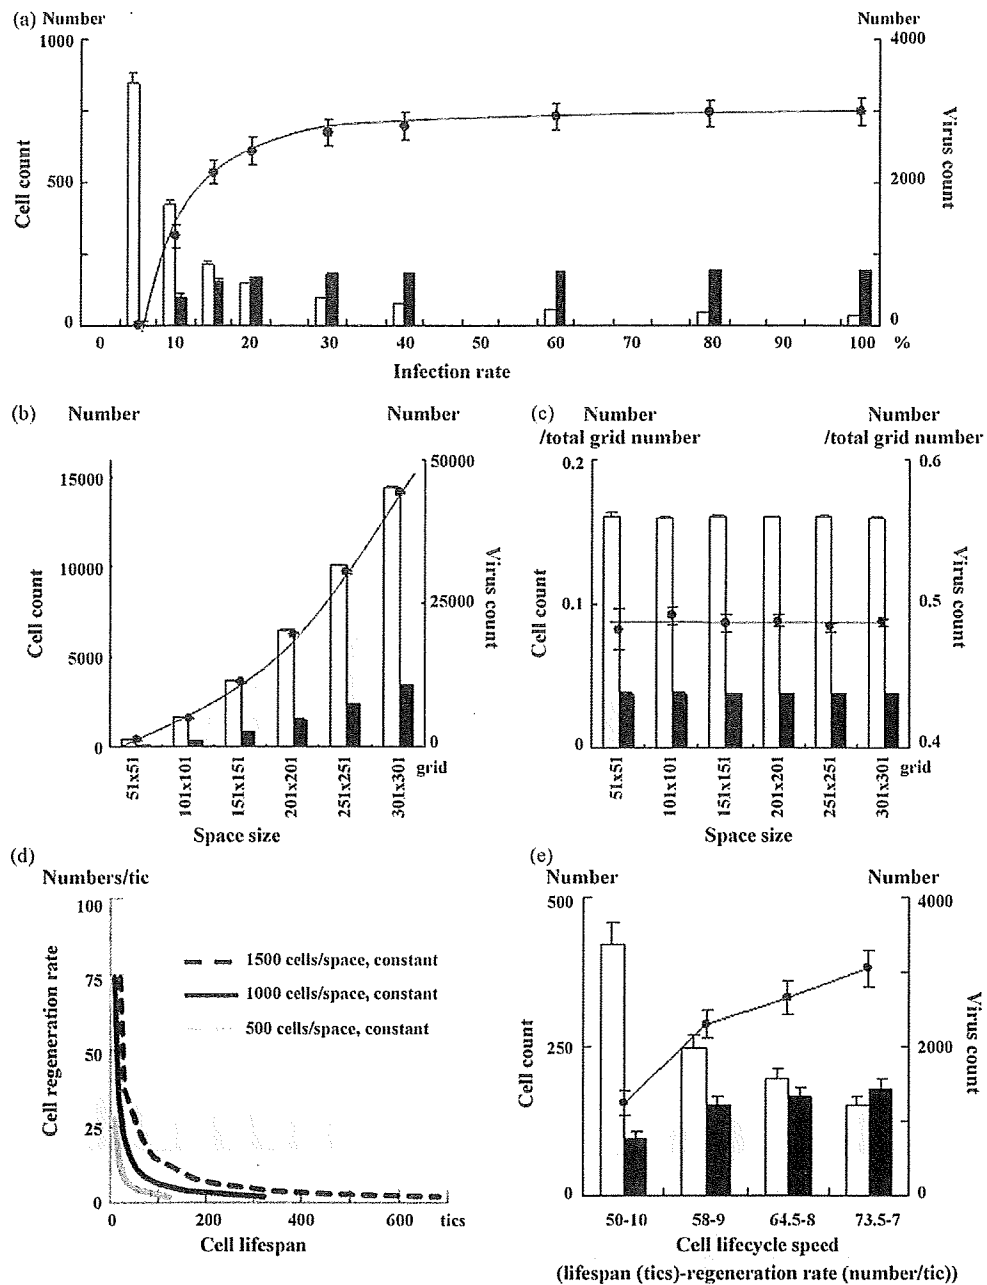 (a) Number Number
1000 4000
Cell count Virus count
500 2000
0 0
0 10 20 30 40 50 60 70 80 90 100 %
Infection rate
(b) Number Number
15000 50000
10000
Cell count Virus count
25000
5000
0 0
51x51 101x101 151x151 201x201 251x251 301x301 grid
Space size
(c) Number Number
/total grid number /total grid number
0.2 0.6
Cell count Virus count
0.1 0.5
0 0.4
51x51 101x101 151x151 201x201 251x251 301x301 grid
Space size
(d)
Numbers/tic
100
75
50
25
0
Cell regeneration rate
1500 cells/space, constant
1000 cells/space, constant
500 cells/space, constant
0 200 400 600 tics
Cell lifespan
(e)
Number Number
500 4000
Cell count Virus count
250 2000
0 0
50-10 58-9 64.5-8 73.5-7
Cell lifecycle speed
(lifespan (tics)-regeneration rate (number/tic))